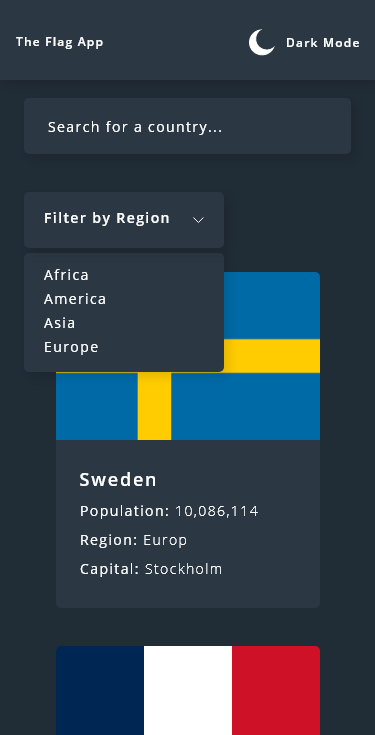 The Flag App
Dark Mode
Search for a country...
Filter by Region
Africa
America
Asia
Europe
Sweden
Population: 10,086,114
Region: Europ
Capital: Stockholm